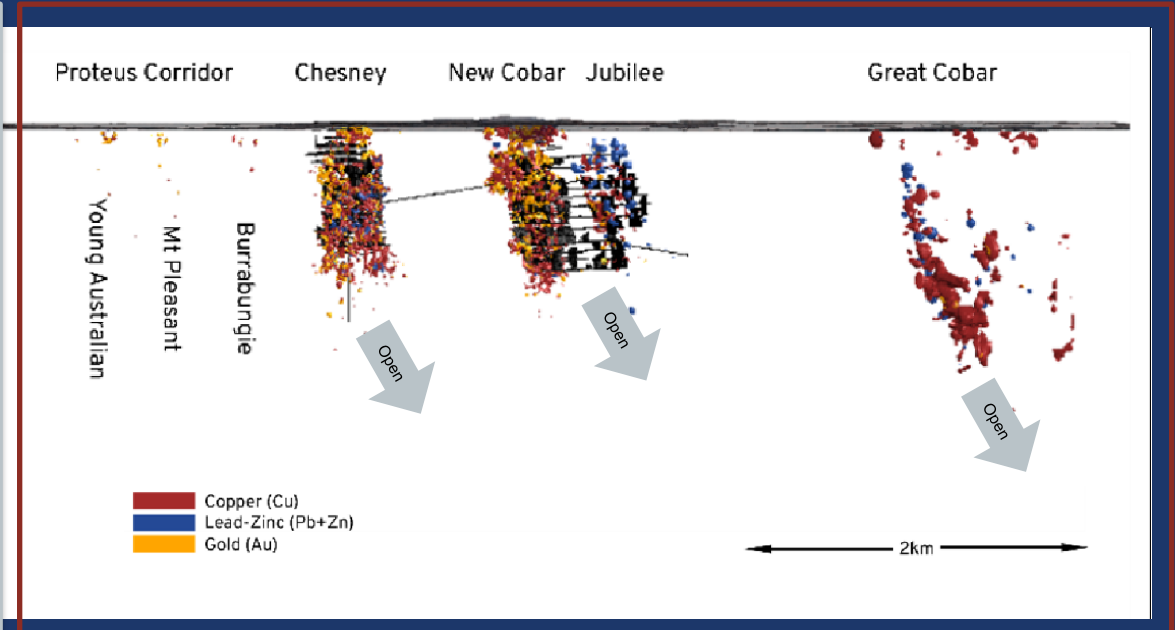 Proteus Corridor
Chesney
New Cobar
Jubilee
Great Cobar
Young Australian
Mt Pleasant
Burrabungie
Open
Open
Open
Copper (Cu)
Lead-Zinc (Pb+Zn)
Gold (Au)
2km